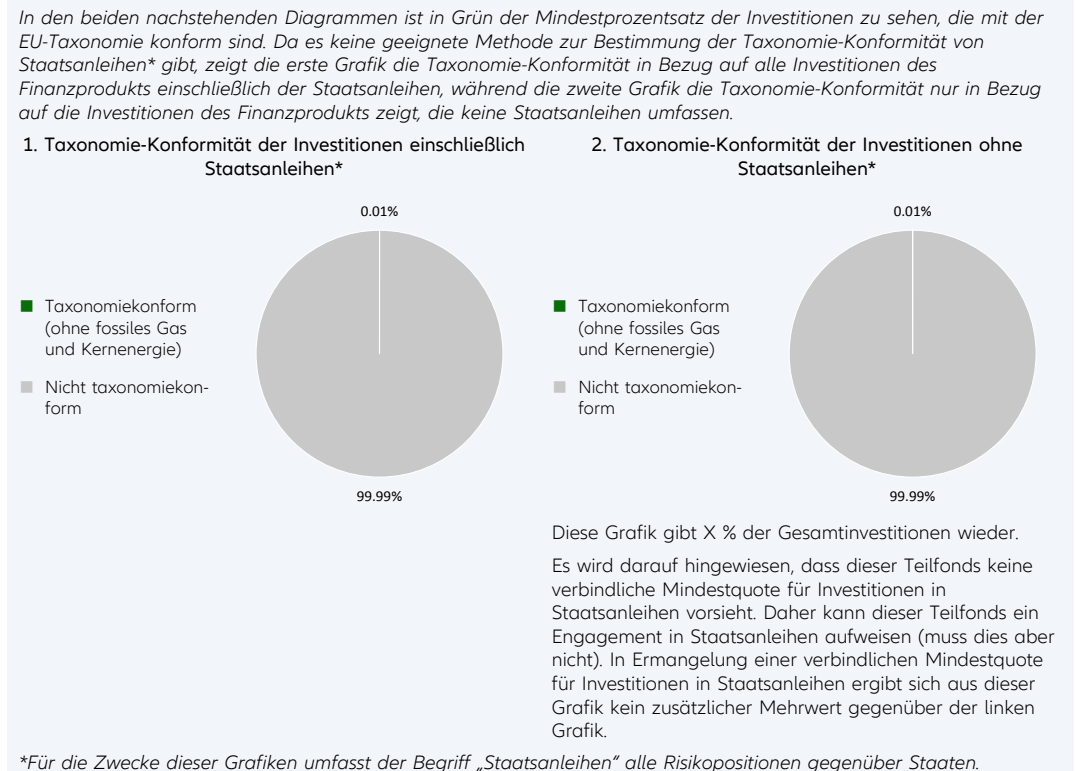 In den beiden nachstehenden Diagrammen ist in Grün der Mindestprozentsatz der Investitionen zu sehen, die mit der
EU-Taxonomie konform sind. Da es keine geeignete Methode zur Bestimmung der Taxonomie-Konformität von
Staatsanleihen* gibt, zeigt die erste Grafik die Taxonomie-Konformität in Bezug auf alle Investitionen des
Finanzprodukts einschließlich der Staatsanleihen, während die zweite Grafik die Taxonomie-Konformität nur in Bezug
auf die Investitionen des Finanzprodukts zeigt, die keine Staatsanleihen umfassen.
1. Taxonomie-Konformität der Investitionen einschließlich
Staatsanleihen*
0.01%
Taxonomiekonform
(ohne fossiles Gas
und Kernenergie)
Nicht taxonomiekon-
form
99.99%
2. Taxonomie-Konformität der Investitionen ohne
Staatsanleihen*
0.01%
Taxonomiekonform
(ohne fossiles Gas
und Kernenergie)
Nicht taxonomiekon-
form
99.99%
Diese Grafik gibt X % der Gesamtinvestitionen wieder.
Es wird darauf hingewiesen, dass dieser Teilfonds keine
verbindliche Mindestquote für Investitionen in
Staatsanleihen vorsieht. Daher kann dieser Teilfonds ein
Engagement in Staatsanleihen aufweisen (muss dies aber
nicht). In Ermangelung einer verbindlichen Mindestquote
für Investitionen in Staatsanleihen ergibt sich aus dieser
Grafik kein zusätzlicher Mehrwert gegenüber der linken
Grafik.
*Für die Zwecke dieser Grafiken umfasst der Begriff „Staatsanleihen“ alle Risikopositionen gegenüber Staaten.